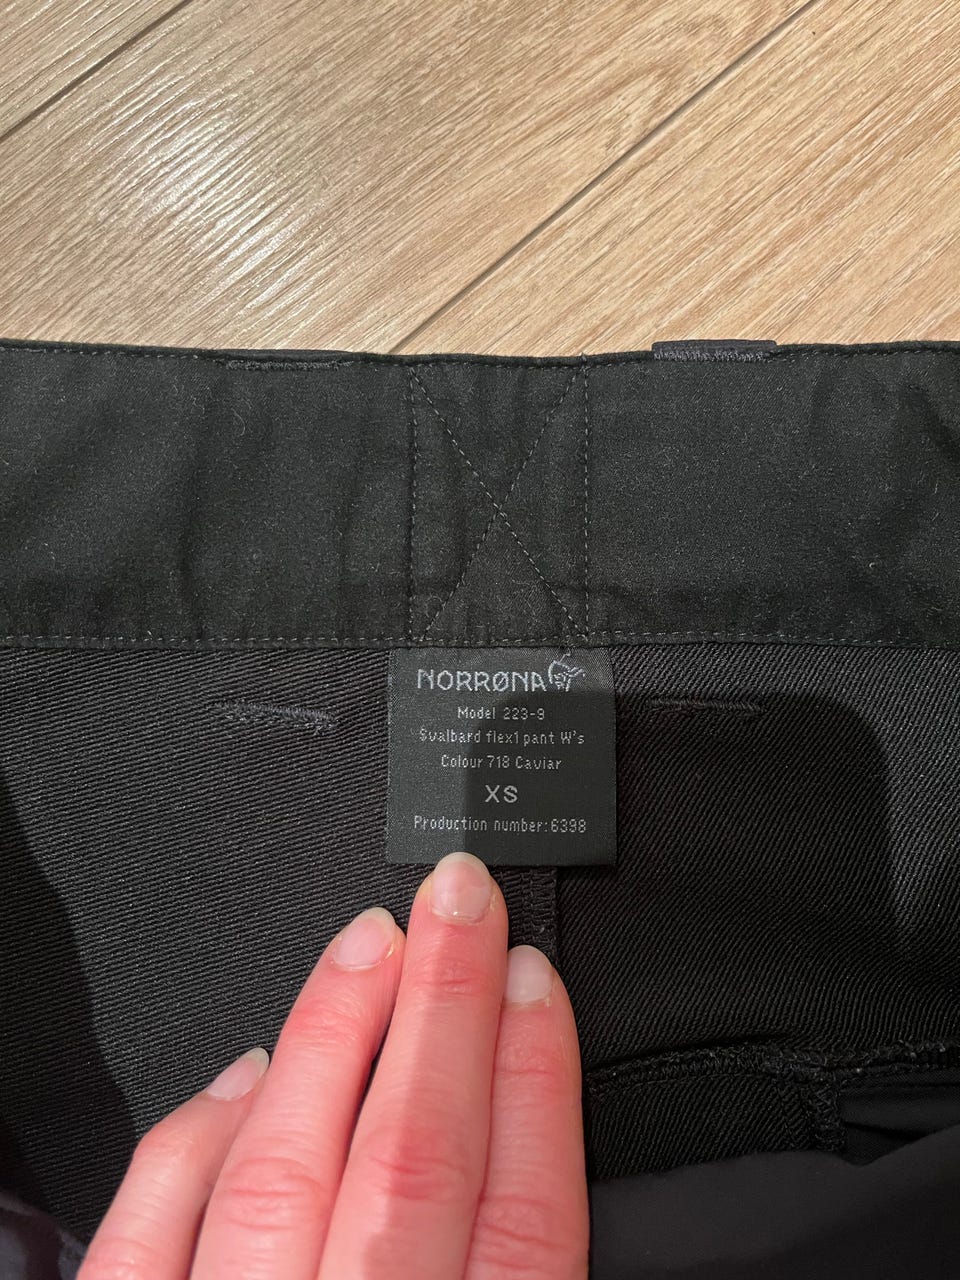 NORRØNA
Model 223-9
Svalbard flex1 pant W's
Colour 718 Caviar
XS
Production number:6398